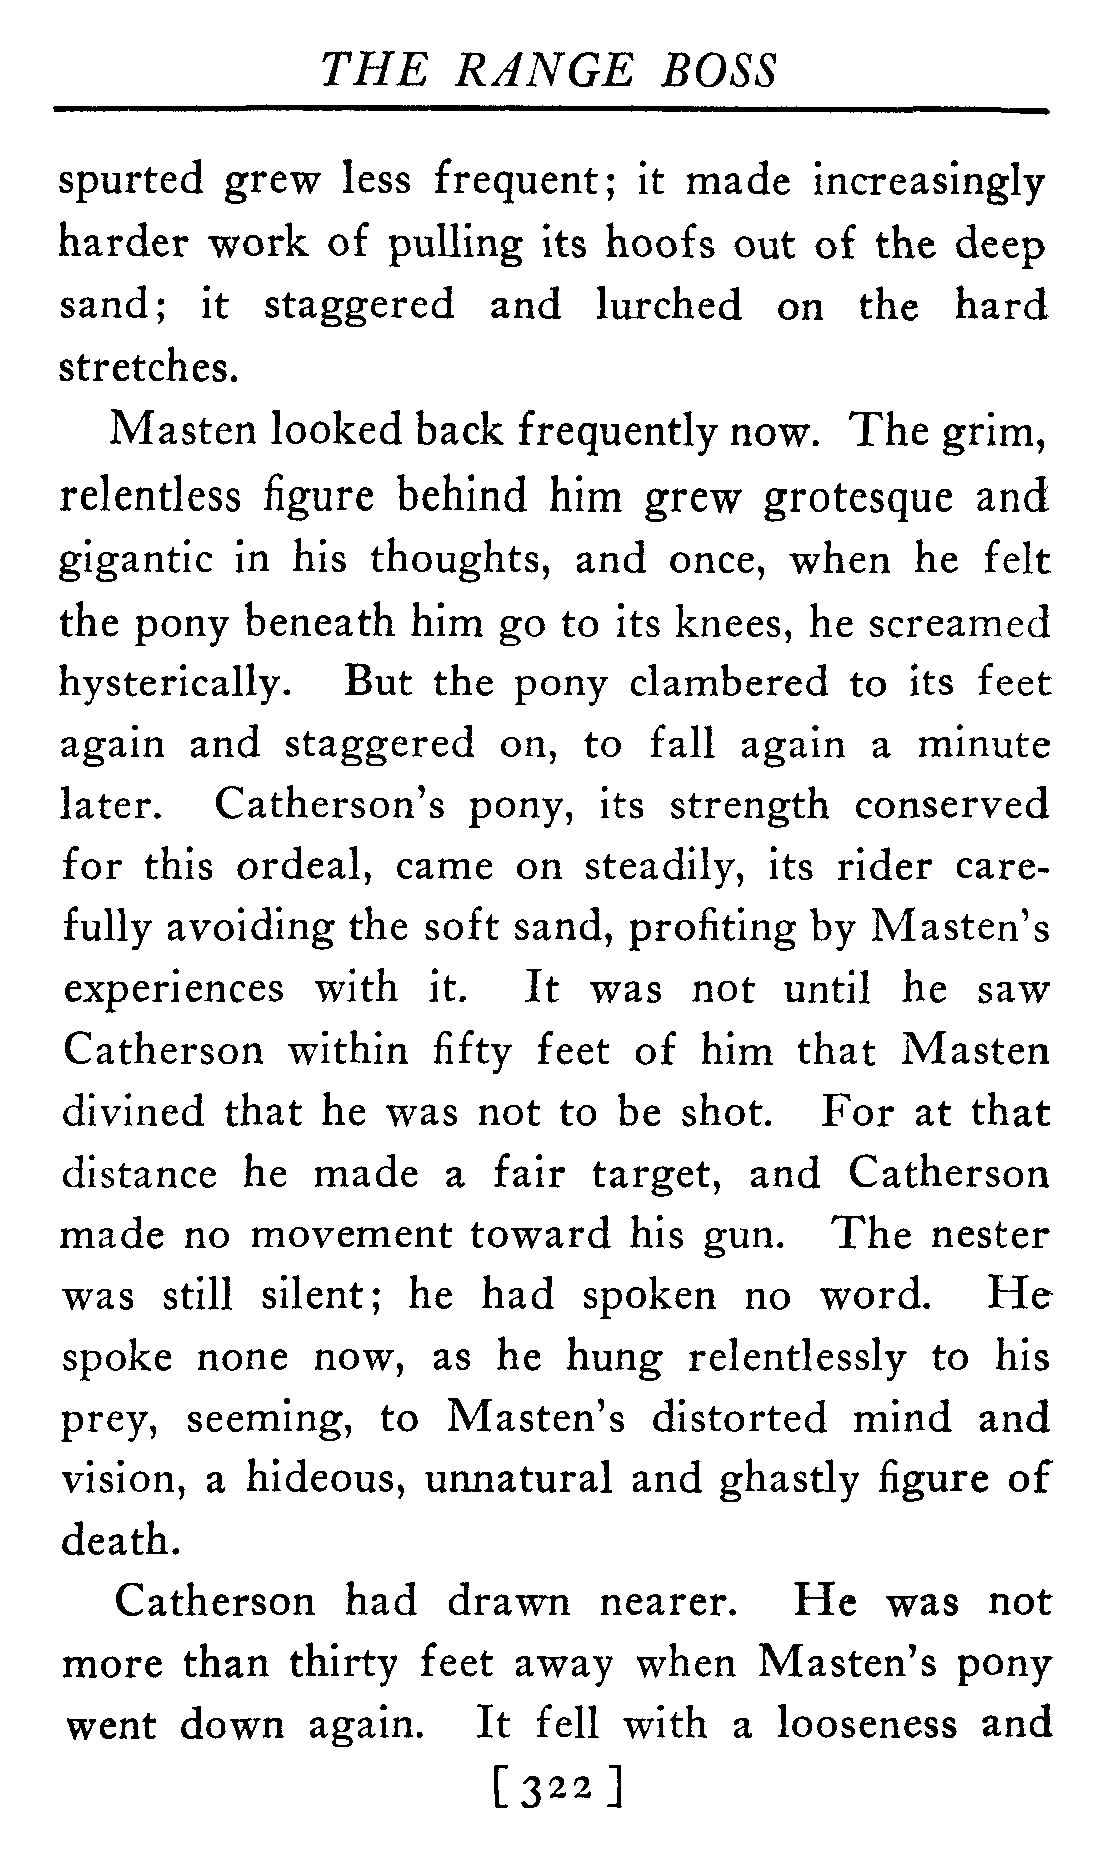 THE RANGE BOSS
spurted grew less frequent; it made increasingly
harder work of pulling its hoofs out of the deep
sand; it staggered and lurched on the hard
stretches.
Masten looked back frequently now. The grim,
relentless figure behind him grew grotesque and
gigantic in his thoughts, and once, when he felt
the pony beneath him go to its knees, he screamed
hysterically. But the pony clambered to its feet
again and staggered on, to fall again a minute
later. Catherson's pony, its strength conserved
for this ordeal, came on steadily, its rider care-
fully avoiding the soft sand, profiting by Masten's
experiences with it. It was not until he saw
Catherson within fifty feet of him that Masten
divined that he was not to be shot. For at that
distance he made a fair target, and Catherson
made no movement toward his gun. The nester
was still silent; he had spoken no word. He
spoke none now, as he hung relentlessly to his
prey, seeming, to Masten's distorted mind and
vision, a hideous, unnatural and ghastly figure of
death.
Catherson had drawn nearer. He was not
more than thirty feet away when Masten's pony
went down again. It fell with a looseness and
[ 322 ]